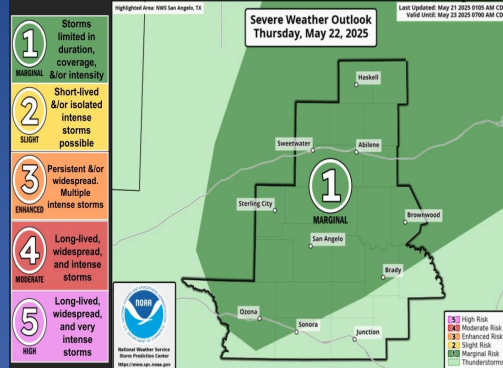 1
MARGINAL
Storms
limited in
duration,
coverage,
&/or intensity
2
SLIGHT
Short-lived
&/or isolated
intense
storms
possible
3
ENHANCED
Persistent &/or
widespread.
Multiple
intense storms
4
MODERATE
Long-lived,
widespread,
and intense
storms
5
HIGH
Long-lived,
widespread,
and very
intense
storms
Highlighted Area: NWS San Angelo, TX
Severe Weather Outlook
Thursday, May 22, 2025
Last Updated: May 21 2025 0105 AM CD
Valid Until: May 23 2025 0700 AM CD
Haskell
Sweetwater
Abilene
1
MARGINAL
Sterling City
Brownwood
San Angelo
Brady
Ozona
Sonora
Junction
NOAA
National Weather Service
Storm Prediction Center
https://www.spc.noaa.gov
5 High Risk
4 Moderate Risk
3 Enhanced Risk
2 Slight Risk
1 Marginal Risk
Thunderstorms